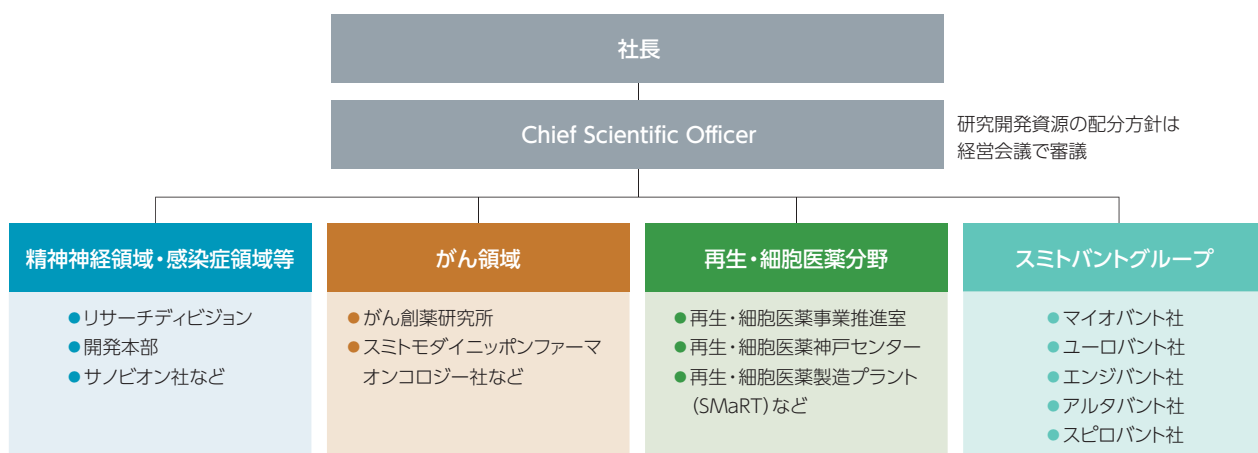 社長
Chief Scientific Officer
研究開発資源の配分方針は
経営会議で審議
精神神経領域・感染症領域等
●リサーチディビジョン
●開発本部
●サノビオン社など
がん領域
●がん創薬研究所
●スミトモダイニッポンファーマ
オンコロジー社など
再生・細胞医薬分野
●再生・細胞医薬事業推進室
●再生・細胞医薬神戸センター
●再生・細胞医薬製造プラント
(SMaRT)など
スミトバントグループ
●マイオバント社
●ユーロバント社
●エンジバント社
●アルタバント社
●スピロバント社